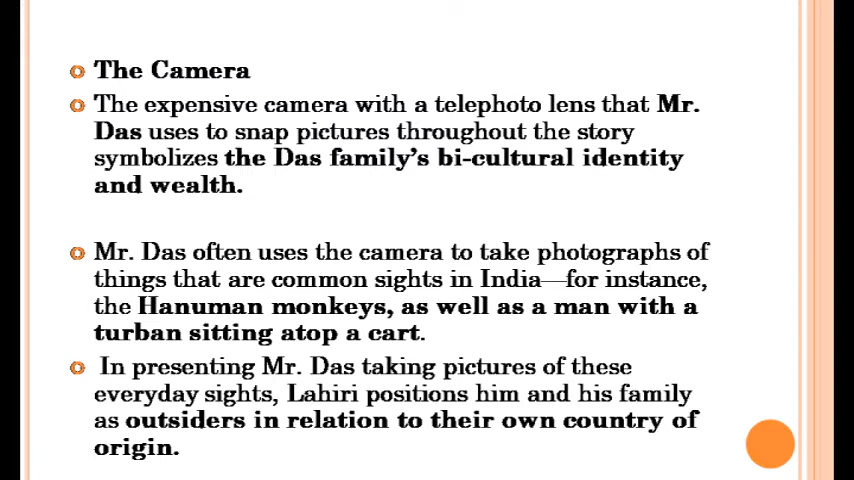 The Camera
The expensive camera with a telephoto lens that Mr.
Das uses to snap pictures throughout the story
symbolizes the Das family's bi-cultural identity
and wealth.
Mr. Das often uses the camera to take photographs of
things that are common sights in India—for instance,
the Hanuman monkeys, as well as a man with a
turban sitting atop a cart.
In presenting Mr. Das taking pictures of these
everyday sights, Lahiri positions him and his family
as outsiders in relation to their own country of
origin.